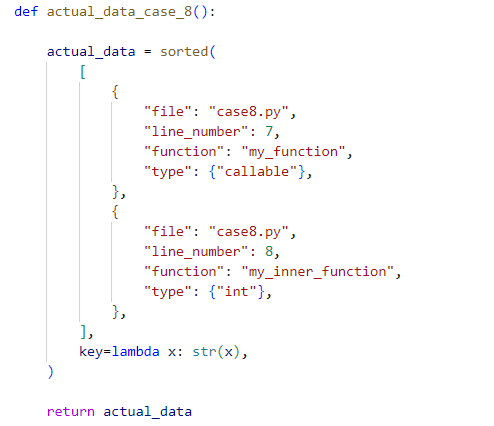 def actual_data_case_8():

    actual_data = sorted(
        [
            {
                "file": "case8.py",
                "line_number": 7,
                "function": "my_function",
                "type": {"callable"},
            },
            {
                "file": "case8.py",
                "line_number": 8,
                "function": "my_inner_function",
                "type": {"int"},
            },
        ],
        key=lambda x: str(x),
    )

    return actual_data